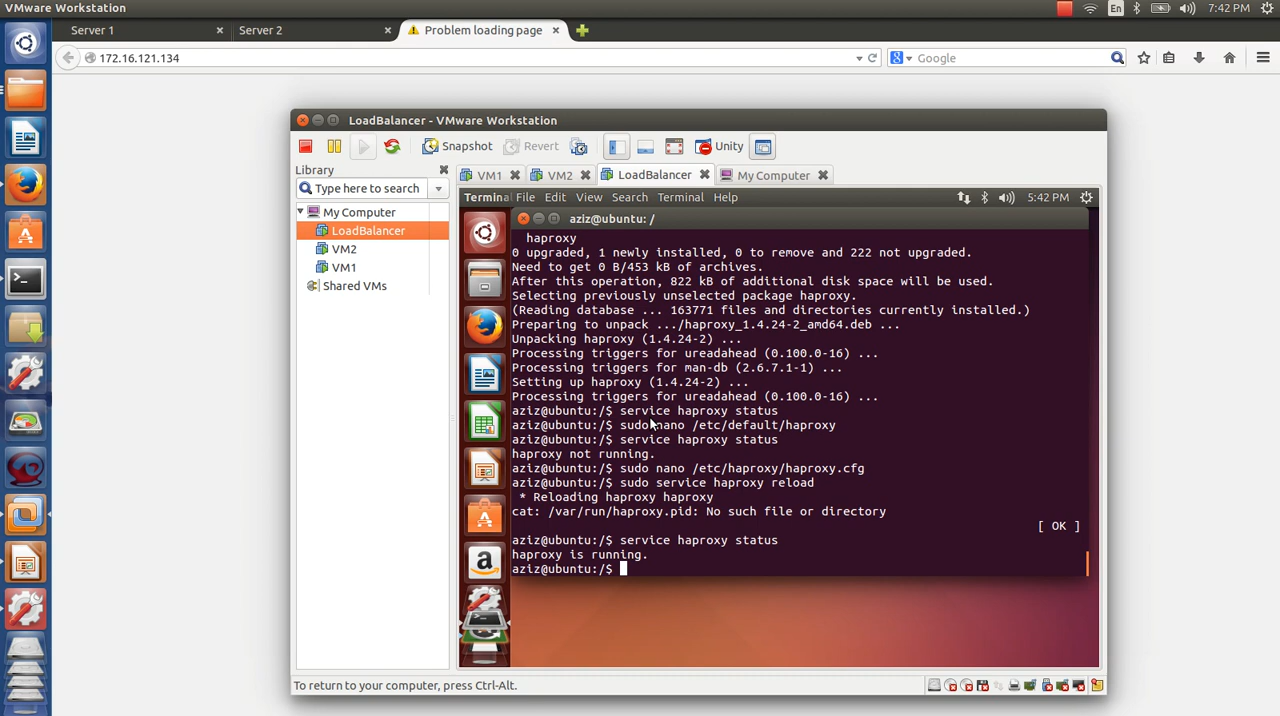 VMware Workstation
En
7:42 PM
Server 1
Server 2
Problem loading page
172.16.121.134
Google
LoadBalancer - VMware Workstation
Snapshot
Revert
Unity
Library
Type here to search
VM1
VM2
LoadBalancer
My Computer
My Computer
LoadBalancer
VM2
VM1
Shared VMs
Terminal File Edit View Search Terminal Help
5:42 PM
aziz@ubuntu: /
haproxy
0 upgraded, 1 newly installed, 0 to remove and 222 not upgraded.
Need to get 0 B/453 kB of archives.
After this operation, 822 kB of additional disk space will be used.
Selecting previously unselected package haproxy.
(Reading database ... 163771 files and directories currently installed.)
Preparing to unpack .../haproxy_1.4.24-2_amd64.deb ...
Unpacking haproxy (1.4.24-2) ...
Processing triggers for ureadahead (0.100.0-16) ...
Processing triggers for man-db (2.6.7.1-1) ...
Setting up haproxy (1.4.24-2) ...
Processing triggers for ureadahead (0.100.0-16) ...
aziz@ubuntu:/$ service haproxy status
aziz@ubuntu:/$ sudo nano /etc/default/haproxy
aziz@ubuntu:/$ service haproxy status
haproxy not running.
aziz@ubuntu:/$ sudo nano /etc/haproxy/haproxy.cfg
aziz@ubuntu:/$ sudo service haproxy reload
* Reloading haproxy haproxy
cat: /var/run/haproxy.pid: No such file or directory
[ OK ]
aziz@ubuntu:/$ service haproxy status
haproxy is running.
aziz@ubuntu:/$
To return to your computer, press Ctrl-Alt.